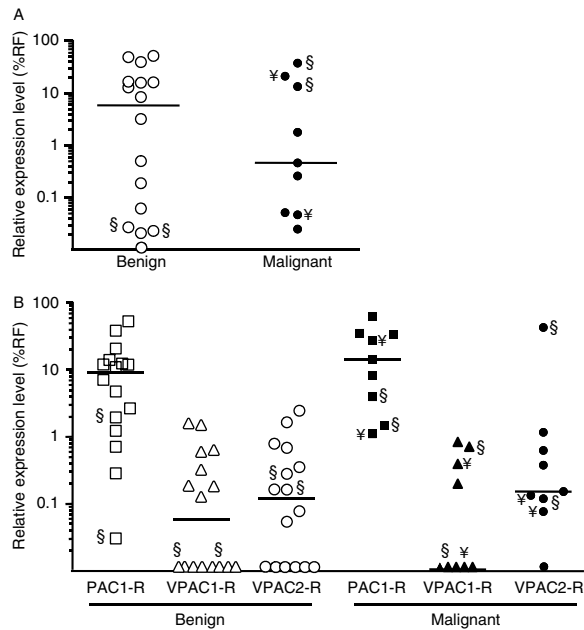 A
Relative expression level (%RF)
100
10
1
0.1
§
¥
§
§
§
¥
Benign
Malignant
B
Relative expression level (%RF)
100
10
1
0.1
§
§
§
§
§
§
¥
§
§
¥
§
¥
§
¥
§
¥
¥
§
PAC1-R
VPAC1-R
VPAC2-R
PAC1-R
VPAC1-R
VPAC2-R
Benign
Malignant